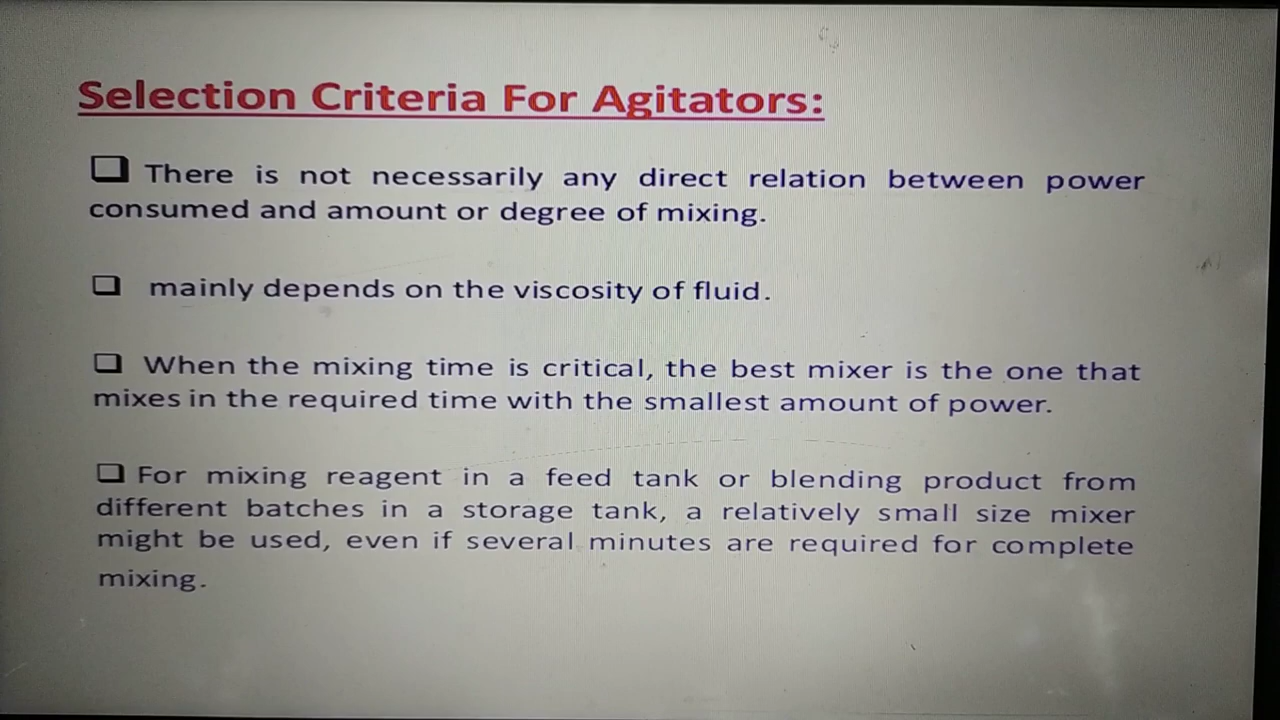 Selection Criteria For Agitators:
❑ There is not necessarily any direct relation between power
consumed and amount or degree of mixing.
❑ mainly depends on the viscosity of fluid.
❑ When the mixing time is critical, the best mixer is the one that
mixes in the required time with the smallest amount of power.
❑ For mixing reagent in a feed tank or blending product from
different batches in a storage tank, a relatively small size mixer
might be used, even if several minutes are required for complete
mixing.